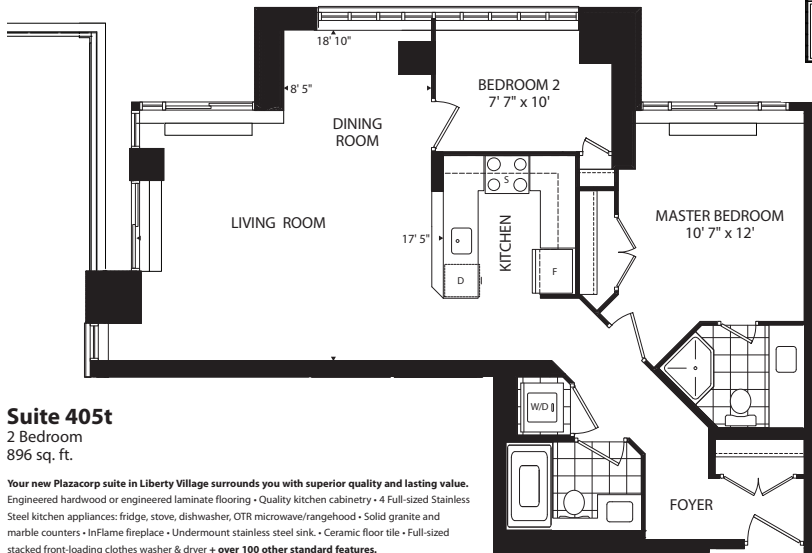 18' 10"
8' 5"
BEDROOM 2
7' 7" x 10'
DINING
ROOM
S
LIVING ROOM
17' 5"
KITCHEN
MASTER BEDROOM
10' 7" x 12'
D
F
W/D
FOYER
Suite 405t
2 Bedroom
896 sq. ft.
Your new Plazacorp suite in Liberty Village surrounds you with superior quality and lasting value.
Engineered hardwood or engineered laminate flooring • Quality kitchen cabinetry • 4 Full-sized Stainless
Steel kitchen appliances: fridge, stove, dishwasher, OTR microwave/rangehood • Solid granite and
marble counters • InFlame fireplace • Undermount stainless steel sink. • Ceramic floor tile • Full-sized
stacked front-loading clothes washer & dryer + over 100 other standard features.